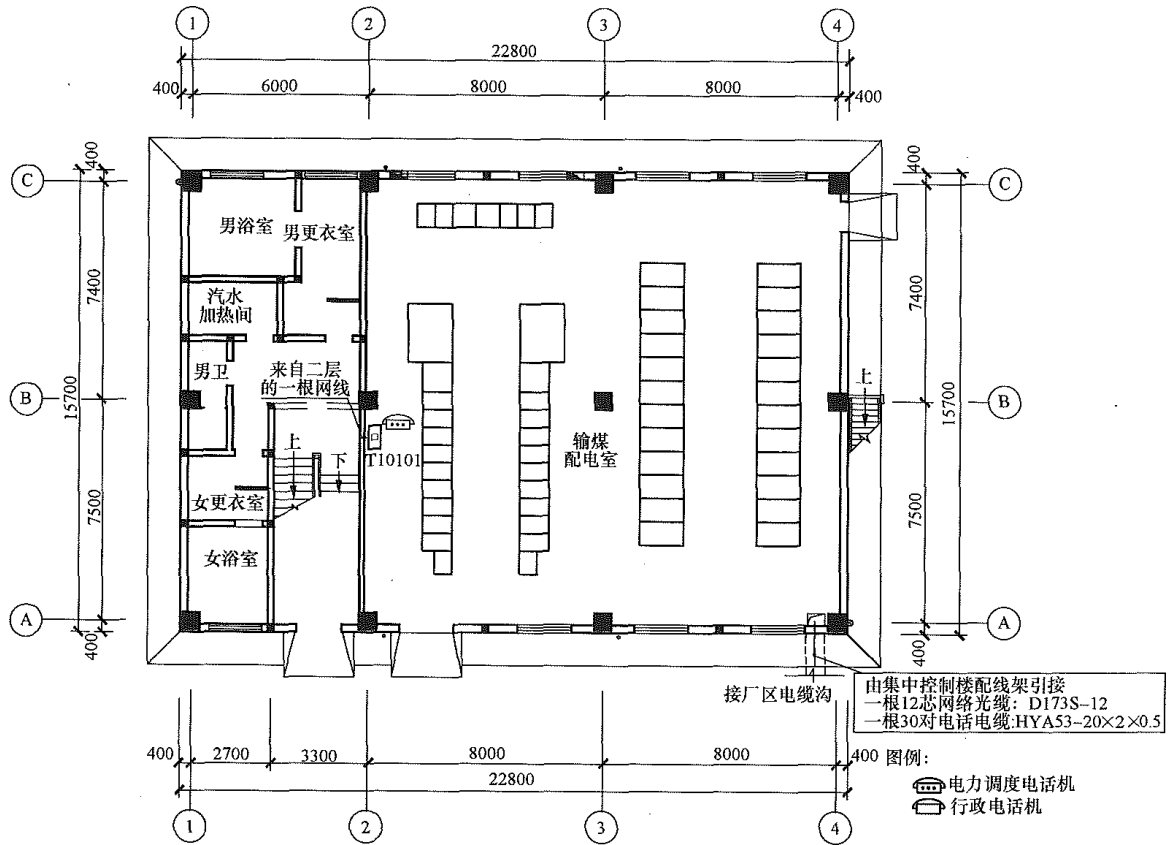 1
2
3
4
22800
400
6000
8000
8000
400
400
400
C
C
男浴室
男更衣室
7400
7400
汽水
加热间
15700
15700
男卫
来自二层
的一根网线
上
B
B
T10101
输煤
配电室
上
下
7500
7500
女更衣室
女浴室
A
A
400
400
接厂区电缆沟
由集中控制楼配线架引接
一根12芯网络光缆：D173S-12
一根30对电话电缆:HYA53-20×2×0.5
400
2700
3300
8000
8000
400
22800
图例：
电力调度电话机
行政电话机
1
2
3
4